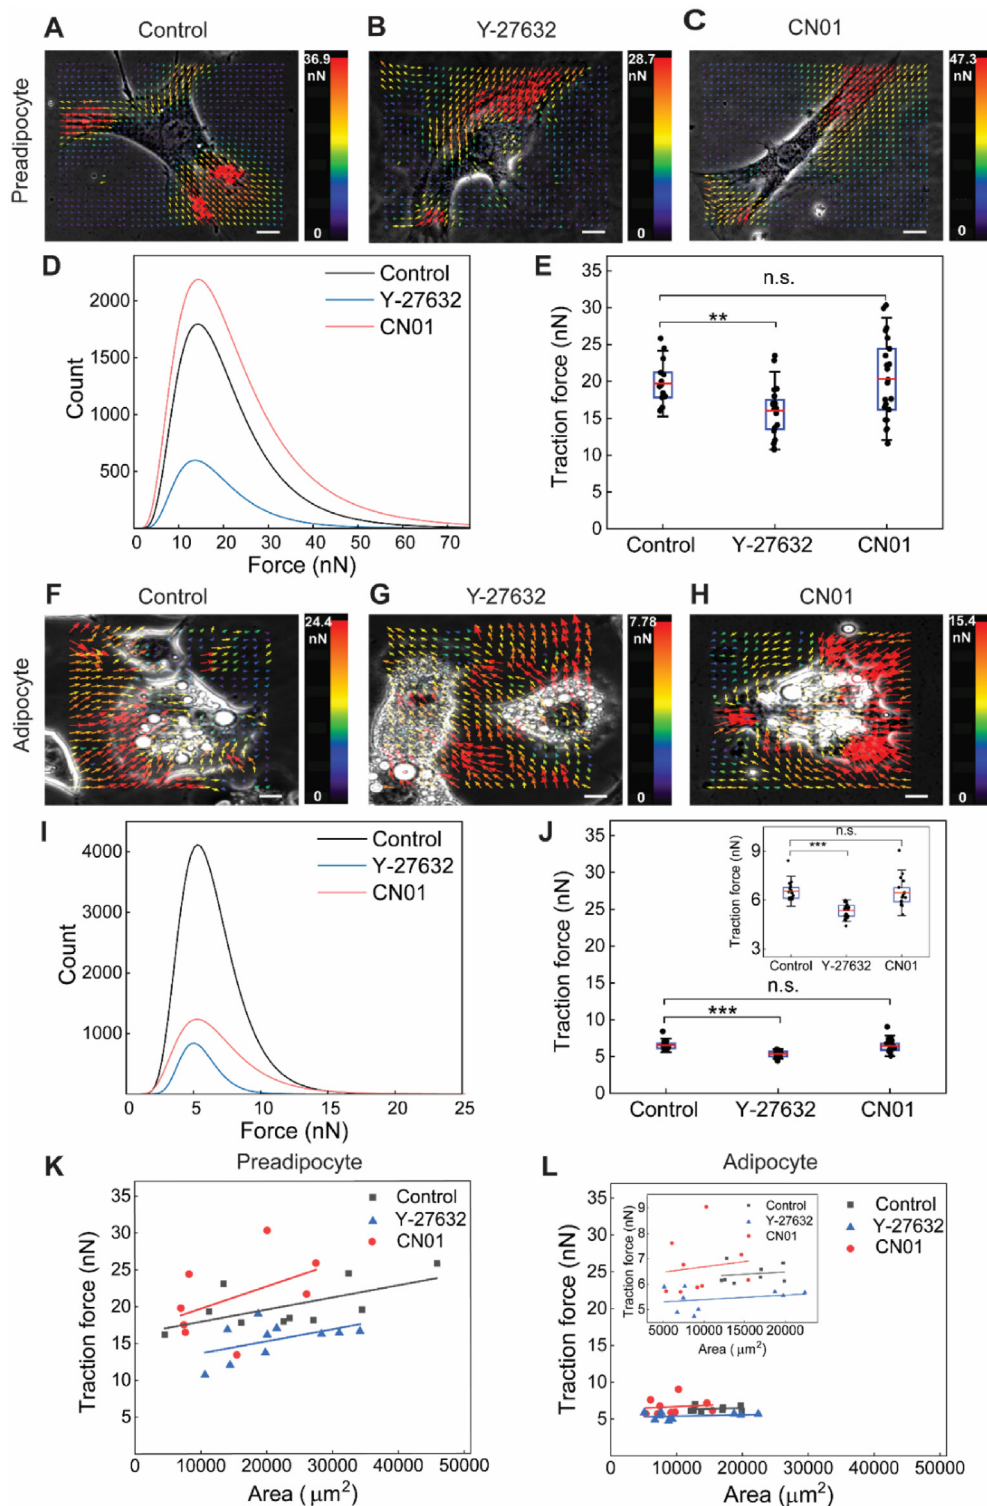 A Control B Y-27632 C CN01
Preadipocyte
36.9 nN 0
28.7 nN 0
47.3 nN 0
D
Control
Y-27632
CN01
Count
2000
1500
1000
500
0 10 20 30 40 50 60 70
Force (nN)
E
Traction force (nN)
35
30
25
20
15
10
5
0
n.s.
**
Control Y-27632 CN01
F Control G Y-27632 H CN01
Adipocyte
24.4 nN 0
7.78 nN 0
15.4 nN 0
I
Control
Y-27632
CN01
Count
4000
3000
2000
1000
0 5 10 15 20 25
Force (nN)
J
Traction force (nN)
35
30
25
20
15
10
5
0
n.s.
***
Control Y-27632 CN01
Traction force (nN)
9
6
3
n.s.
***
Control Y-27632 CN01
K Preadipocyte
Control
Y-27632
CN01
Traction force (nN)
35
30
25
20
15
10
5
0 10000 20000 30000 40000 50000
Area (μm²)
L Adipocyte
Control
Y-27632
CN01
Traction force (nN)
35
30
25
20
15
10
5
0 10000 20000 30000 40000 50000
Area (μm²)
Control
Y-27632
CN01
Traction force (nN)
9
8
7
6
5
5000 10000 15000 20000
Area (μm²)